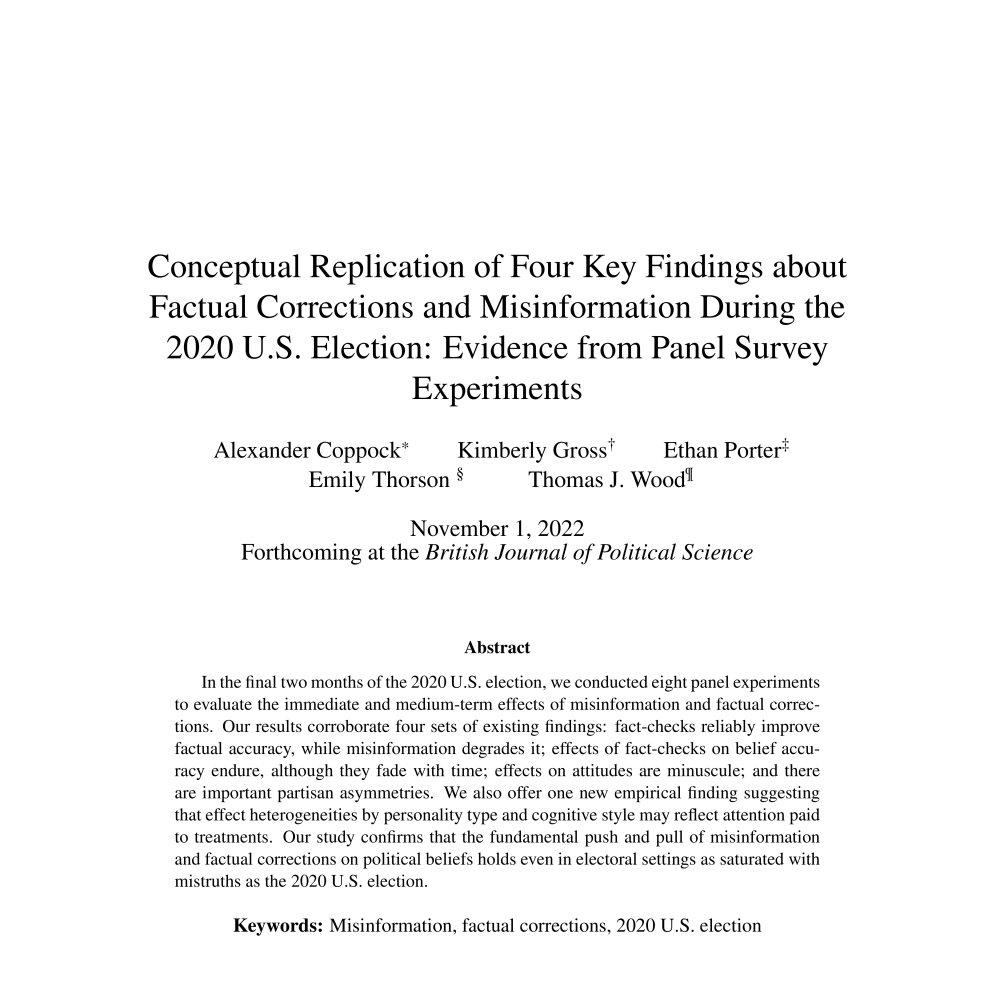 Conceptual Replication of Four Key Findings about
Factual Corrections and Misinformation During the
2020 U.S. Election: Evidence from Panel Survey
Experiments
Alexander Coppock* Kimberly Gross† Ethan Porter‡
Emily Thorson § Thomas J. Wood¶
November 1, 2022
Forthcoming at the British Journal of Political Science
Abstract
In the final two months of the 2020 U.S. election, we conducted eight panel experiments
to evaluate the immediate and medium-term effects of misinformation and factual correc-
tions. Our results corroborate four sets of existing findings: fact-checks reliably improve
factual accuracy, while misinformation degrades it; effects of fact-checks on belief accu-
racy endure, although they fade with time; effects on attitudes are minuscule; and there
are important partisan asymmetries. We also offer one new empirical finding suggesting
that effect heterogeneities by personality type and cognitive style may reflect attention paid
to treatments. Our study confirms that the fundamental push and pull of misinformation
and factual corrections on political beliefs holds even in electoral settings as saturated with
mistruths as the 2020 U.S. election.
Keywords: Misinformation, factual corrections, 2020 U.S. election